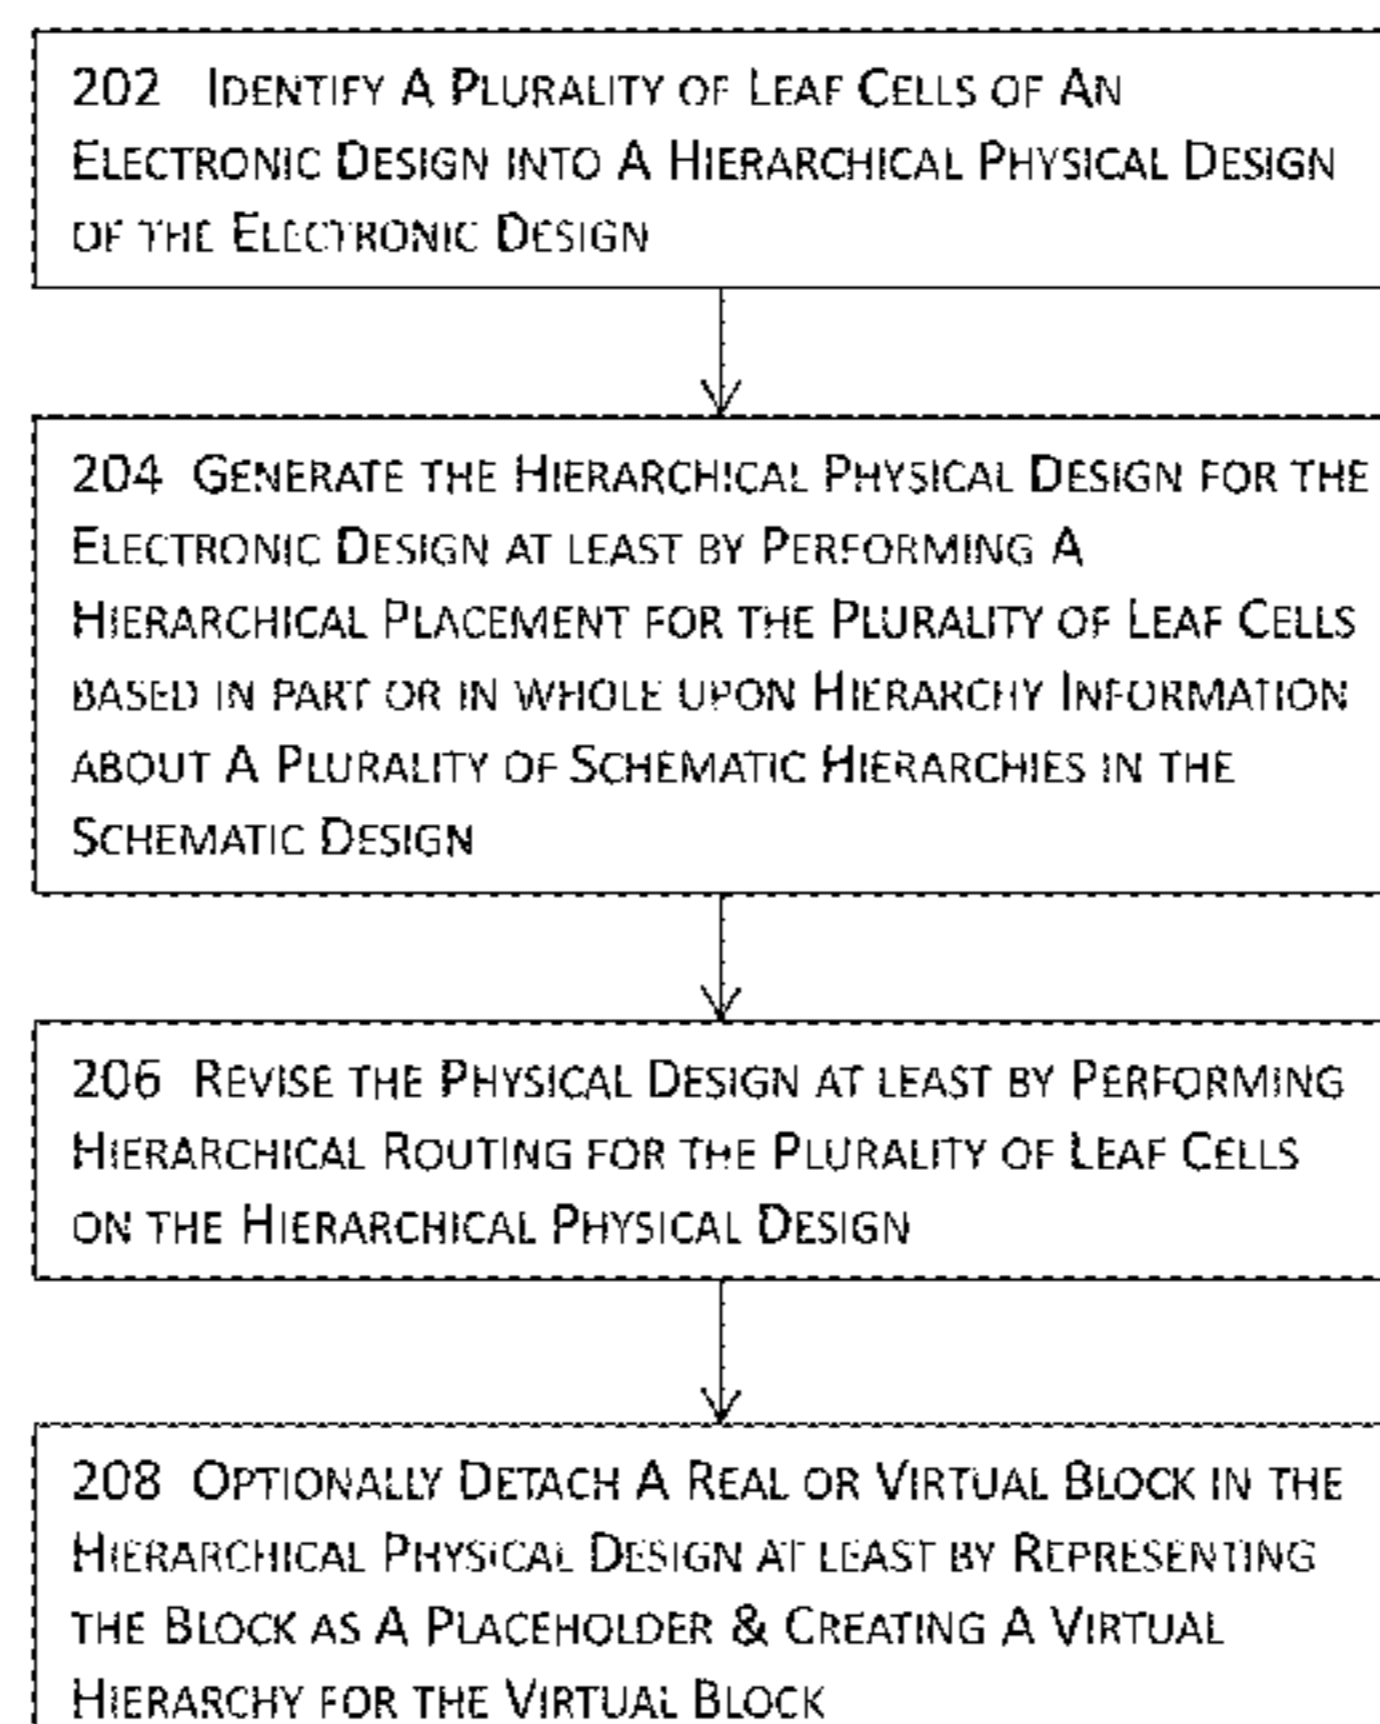 202 IDENTIFY A PLURALITY OF LEAF CELLS OF AN
ELECTRONIC DESIGN INTO A HIERARCHICAL PHYSICAL DESIGN
OF THE ELECTRONIC DESIGN
204 GENERATE THE HIERARCHICAL PHYSICAL DESIGN FOR THE
ELECTRONIC DESIGN AT LEAST BY PERFORMING A
HIERARCHICAL PLACEMENT FOR THE PLURALITY OF LEAF CELLS
BASED IN PART OR IN WHOLE UPON HIERARCHY INFORMATION
ABOUT A PLURALITY OF SCHEMATIC HIERARCHIES IN THE
SCHEMATIC DESIGN
206 REVISE THE PHYSICAL DESIGN AT LEAST BY PERFORMING
HIERARCHICAL ROUTING FOR THE PLURALITY OF LEAF CELLS
ON THE HIERARCHICAL PHYSICAL DESIGN
208 OPTIONALLY DETACH A REAL OR VIRTUAL BLOCK IN THE
HIERARCHICAL PHYSICAL DESIGN AT LEAST BY REPRESENTING
THE BLOCK AS A PLACEHOLDER & CREATING A VIRTUAL
HIERARCHY FOR THE VIRTUAL BLOCK